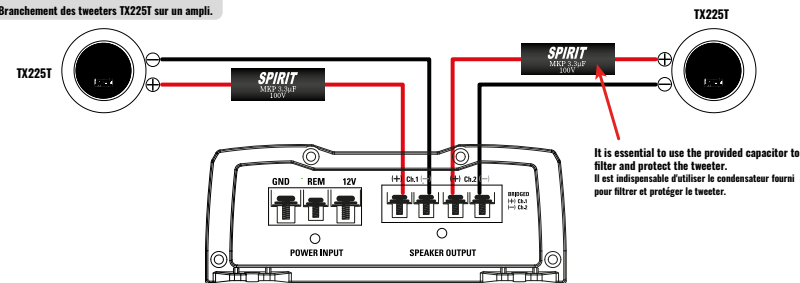 Branchement des tweeters TX225T sur un ampli.
TX225T
TX225T
SPIRIT
MKP 3.3µF
100V
SPIRIT
MKP 3.3µF
100V
It is essential to use the provided capacitor to
filter and protect the tweeter.
Il est indispensable d'utiliser le condensateur fourni
pour filtrer et protéger le tweeter.
GND REM 12V
(+) Ch.1 (−) (+) Ch.2 (−)
BRIDGED
(+) Ch.1
(−) Ch.2
POWER INPUT
SPEAKER OUTPUT